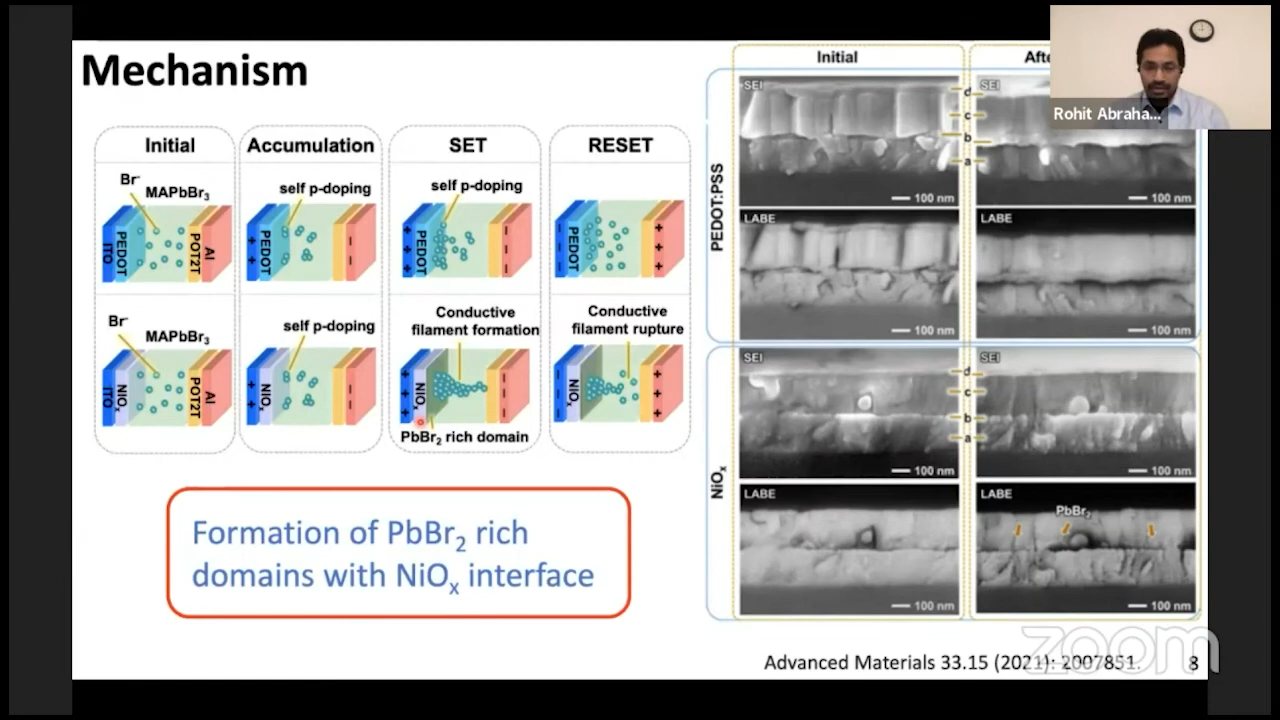 Mechanism
Initial
Accumulation
SET
RESET
Br-
MAPbBr3
ITO
PEDOT
POT2T
Al
self p-doping
PEDOT
self p-doping
PEDOT
PEDOT
Br-
MAPbBr3
ITO
NiOx
POT2T
Al
self p-doping
NiOx
Conductive
filament formation
NiOx
PbBr2 rich domain
Conductive
filament rupture
NiOx
Formation of PbBr2 rich
domains with NiOx interface
Initial
Afte
PEDOT:PSS
SEI
d
c
b
a
100 nm
SEI
100 nm
LABE
100 nm
LABE
100 nm
NiOx
SEI
d
c
b
a
100 nm
SEI
100 nm
LABE
100 nm
LABE
PbBr2
100 nm
Rohit Abraha...
Advanced Materials 33.15 (2021): 2007851.
8
zoom